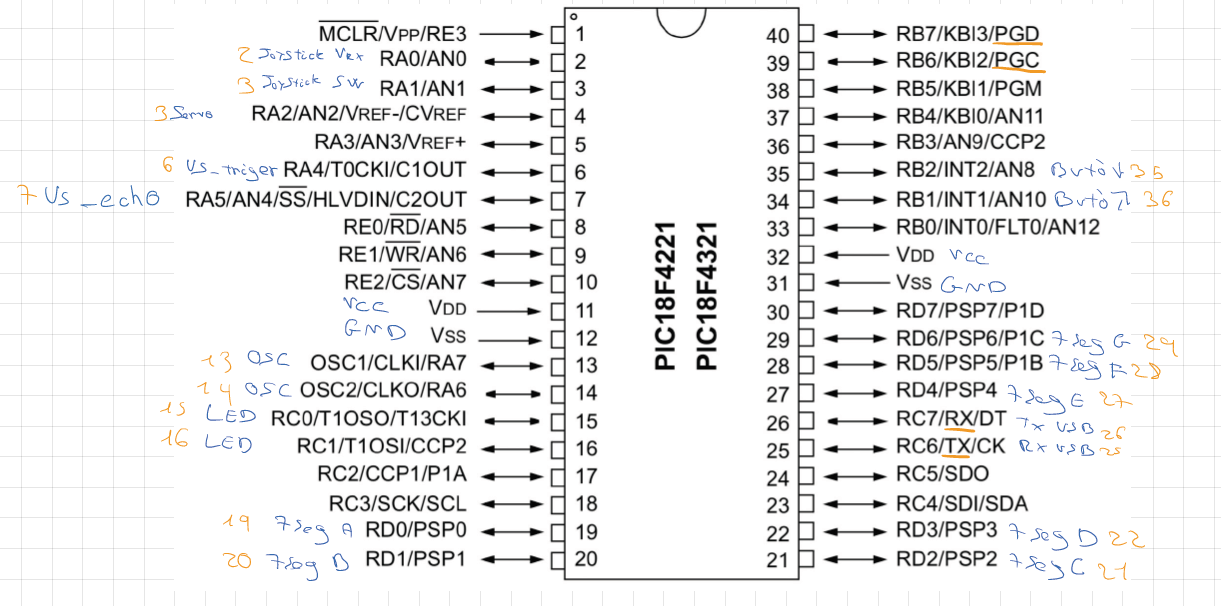 MCLR/VPP/RE3 1
2 Joystick Vrx RA0/AN0 2
3 Joystick SW RA1/AN1 3
3 Servo RA2/AN2/VREF-/CVREF 4
RA3/AN3/VREF+ 5
6 Us_triger RA4/T0CKI/C1OUT 6
7 Us_echo RA5/AN4/SS/HLVDIN/C2OUT 7
RE0/RD/AN5 8
RE1/WR/AN6 9
RE2/CS/AN7 10
VCC VDD 11
GND VSS 12
13 OSC OSC1/CLKI/RA7 13
14 OSC OSC2/CLKO/RA6 14
15 LED RC0/T1OSO/T13CKI 15
16 LED RC1/T1OSI/CCP2 16
RC2/CCP1/P1A 17
RC3/SCK/SCL 18
19 7seg A RD0/PSP0 19
20 7seg B RD1/PSP1 20
PIC18F4221
PIC18F4321
40 RB7/KBI3/PGD
39 RB6/KBI2/PGC
38 RB5/KBI1/PGM
37 RB4/KBI0/AN11
36 RB3/AN9/CCP2
35 RB2/INT2/AN8 Butò ↓ 35
34 RB1/INT1/AN10 Butò ↑ 36
33 RB0/INT0/FLT0/AN12
32 VDD VCC
31 VSS GND
30 RD7/PSP7/P1D
29 RD6/PSP6/P1C 7seg G 29
28 RD5/PSP5/P1B 7seg F 28
27 RD4/PSP4 7seg E 27
26 RC7/RX/DT Tx USB 26
25 RC6/TX/CK Rx USB 25
24 RC5/SDO
23 RC4/SDI/SDA
22 RD3/PSP3 7seg D 22
21 RD2/PSP2 7seg C 21